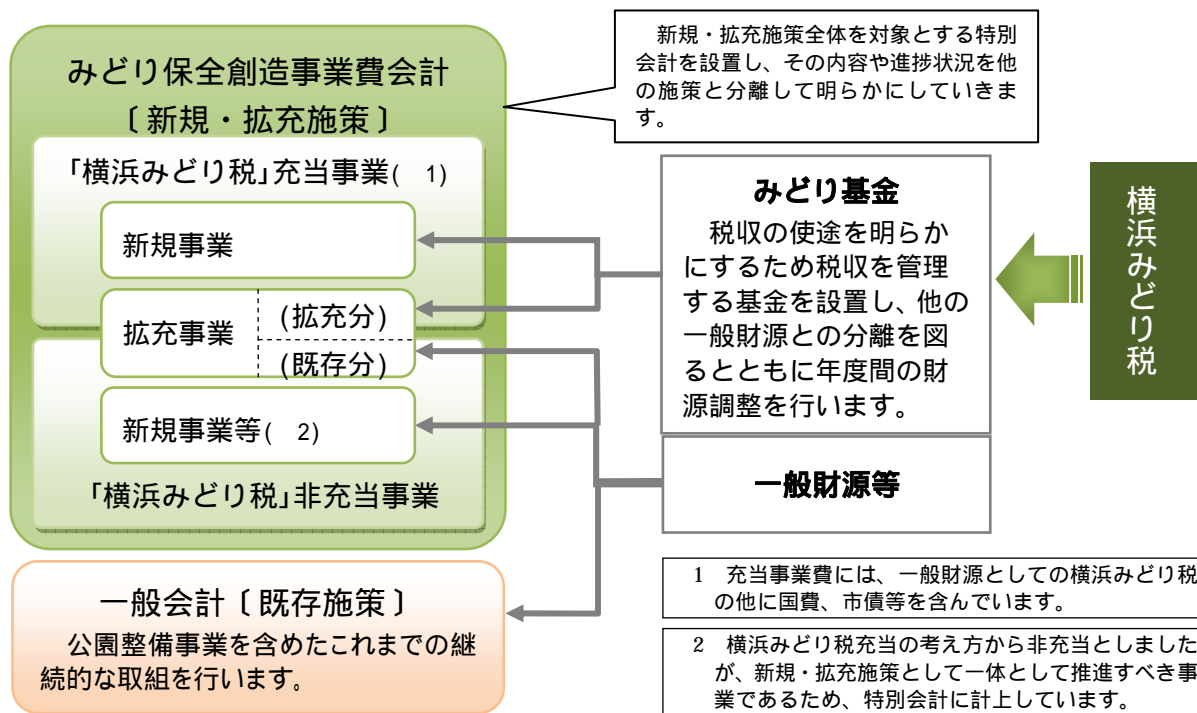 みどり保全創造事業費会計
〔新規・拡充施策〕
「横浜みどり税」充当事業( 1)
新規事業
拡充事業
(拡充分)
(既存分)
新規事業等( 2)
「横浜みどり税」非充当事業
一般会計〔既存施策〕
公園整備事業を含めたこれまでの継
続的な取組を行います。
新規・拡充施策全体を対象とする特別
会計を設置し、その内容や進捗状況を他
の施策と分離して明らかにしていきま
す。
みどり基金
税収の使途を明らか
にするため税収を管理
する基金を設置し、他の
一般財源との分離を図
るとともに年度間の財
源調整を行います。
一般財源等
横浜みどり税
1 充当事業費には、一般財源としての横浜みどり税
の他に国費、市債等を含んでいます。
2 横浜みどり税充当の考え方から非充当としました
が、新規・拡充施策として一体として推進すべき事
業であるため、特別会計に計上しています。